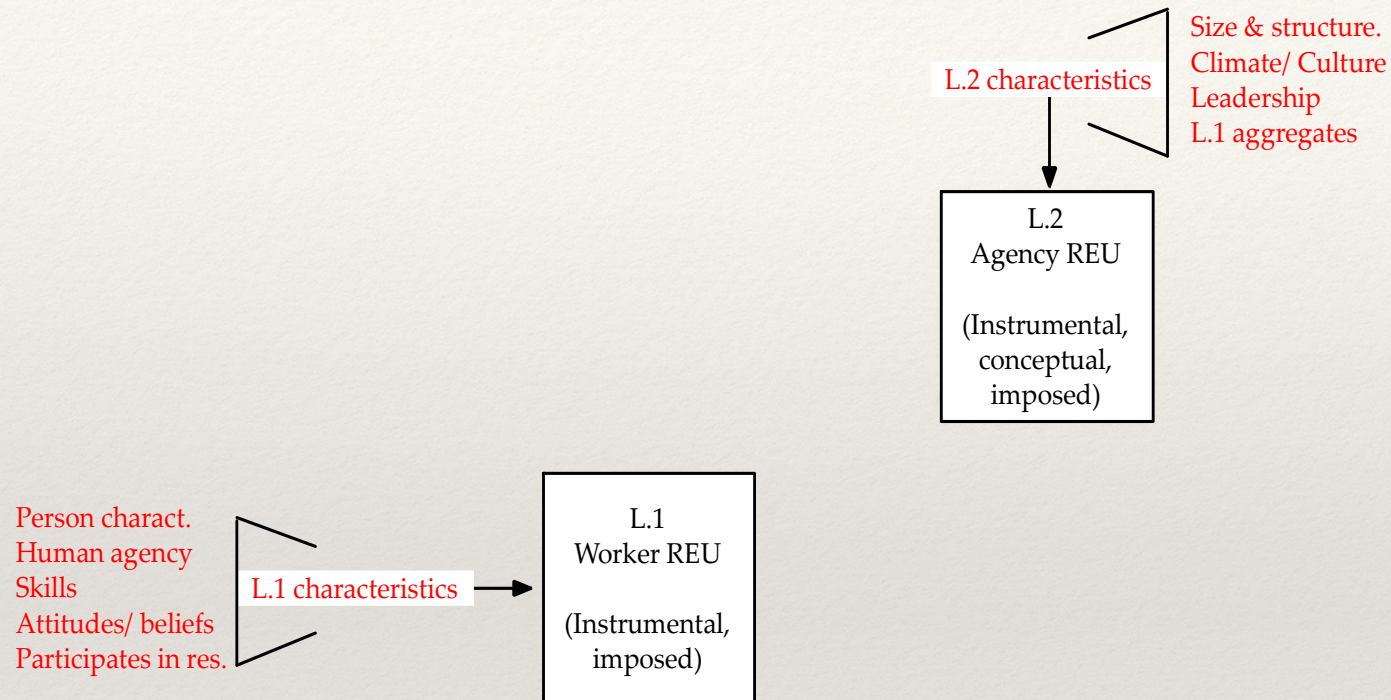 Size & structure.
Climate/ Culture
Leadership
L.1 aggregates
L.2 characteristics
L.2
Agency REU
(Instrumental,
conceptual,
imposed)
Person charact.
Human agency
Skills
Attitudes/ beliefs
Participates in res.
L.1 characteristics
L.1
Worker REU
(Instrumental,
imposed)